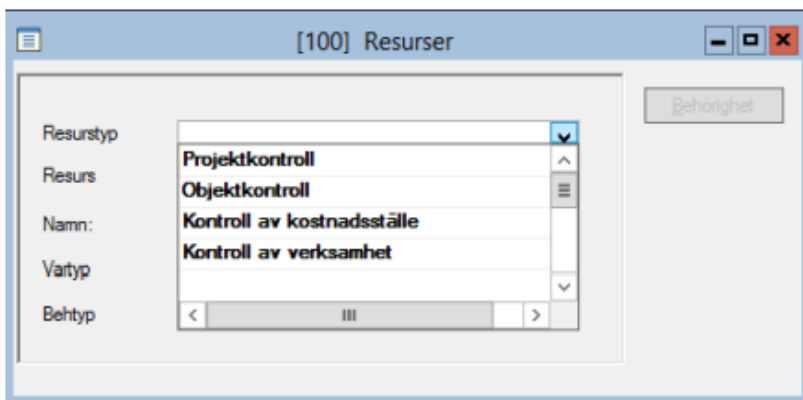 [100] Resurser
Behörighet
Resurstyp
Projektkontroll
Resurs
Objektkontroll
Namn:
Kontroll av kostnadsställe
Kontroll av verksamhet
Vartyp
Behtyp